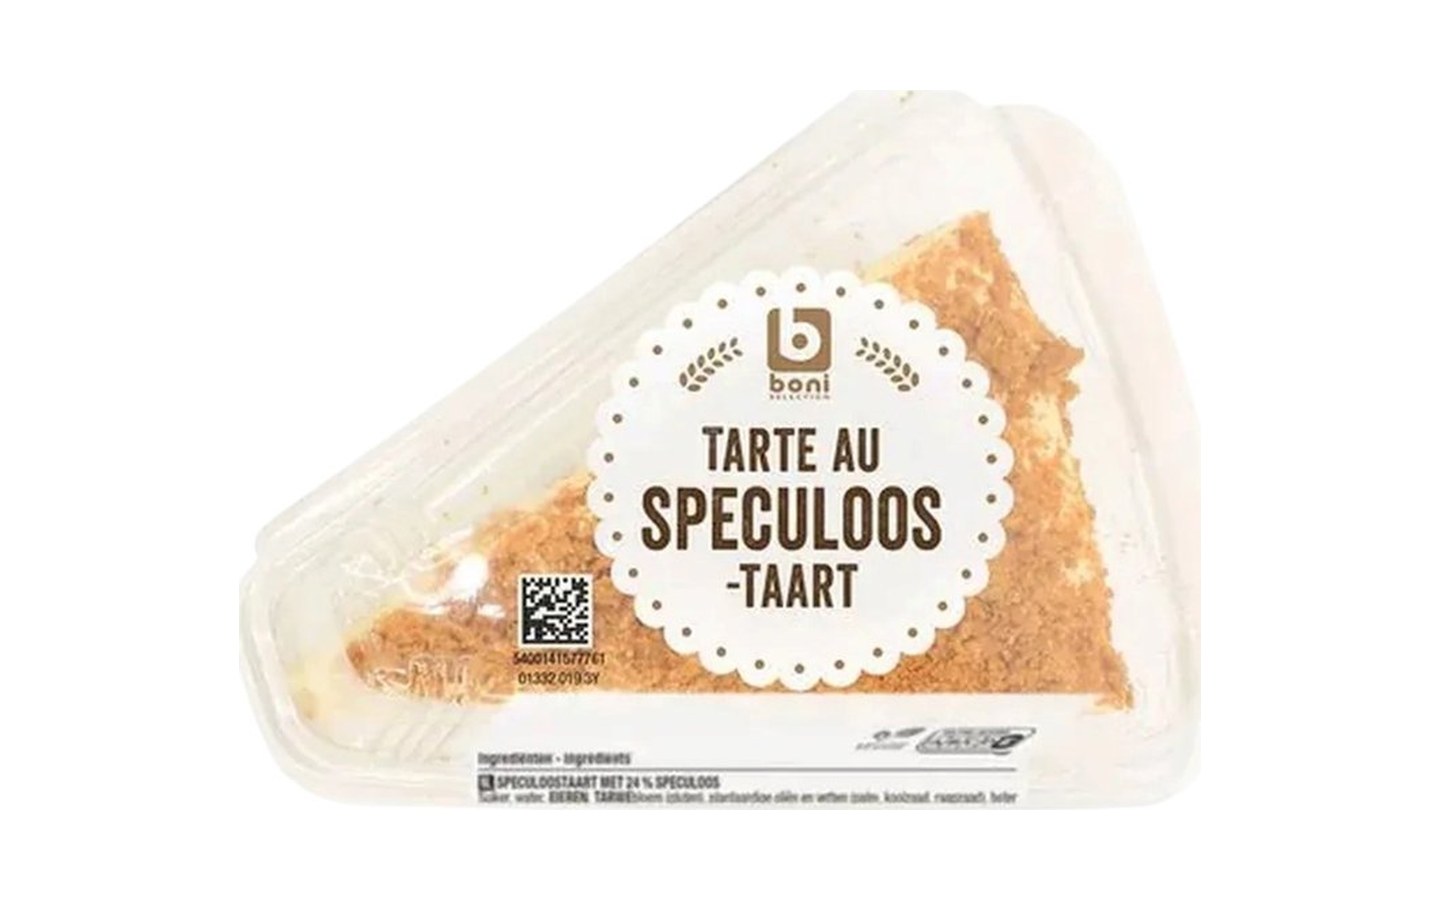 b
boni
SELECTION
TARTE AU
SPECULOOS
-TAART
5400141577761
01332 019 3Y
Ingrediënten - Ingrédients
NL SPECULOOSTAART MET 24 % SPECULOOS
Suiker, water, EIEREN, TARWEbloem (gluten), plantaardige oliën en vetten (palm, koolzaad, raapzaad), boter